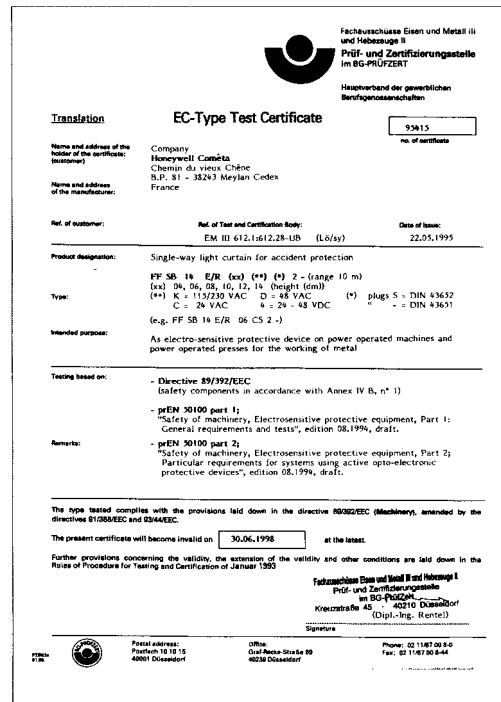 Fachausschüsse Eisen und Metall III
und Hebezeuge II
Prüf- und Zertifizierungsstelle
im BG-PRÜFZERT
Hauptverband der gewerblichen
Berufsgenossenschaften
Translation
EC-Type Test Certificate
95415
no. of certificate
Name and address of the
holder of the certificate:
(customer)
Company
Honeywell Cométa
Chemin du vieux Chêne
B.P. 81 - 38243 Meylan Cedex
France
Name and address
of the manufacturer:
Ref. of customer:
Ref. of Test and Certification Body:
Date of Issue:
EM III 612.1:612.28-UB (Lö/sy)
22.05.1995
Product designation:
Single-way light curtain for accident protection
FF SB 14 E/R (xx) (**) (*) 2 - (range 10 m)
(xx) 04, 06, 08, 10, 12, 14 (height (dm))
Type:
(**) K = 115/230 VAC D = 48 VAC (*) plugs S = DIN 43652
C = 24 VAC 4 = 24 - 48 VDC " - = DIN 43651
(e.g. FF SB 14 E/R 06 CS 2 -)
Intended purpose:
As electro-sensitive protective device on power operated machines and
power operated presses for the working of metal
Testing based on:
- Directive 89/392/EEC
(safety components in accordance with Annex IV B, n° 1)
- prEN 50100 part 1;
"Safety of machinery, Electrosensitive protective equipment, Part 1:
General requirements and tests", edition 08.1994, draft.
Remarks:
- prEN 50100 part 2;
"Safety of machinery, Electrosensitive protective equipment, Part 2;
Particular requirements for systems using active opto-electronic
protective devices", edition 08.1994, draft.
The type tested complies with the provisions laid down in the directive 89/392/EEC (Machinery), amended by the
directives 91/368/EEC and 93/44/EEC.
The present certificate will become invalid on 30.06.1998 at the latest.
Further provisions concerning the validity, the extension of the validity and other conditions are laid down in the
Rules of Procedure for Testing and Certification of Januar 1993
Fachausschüsse Eisen und Metall III und Hebezeuge II
Prüf- und Zertifizierungsstelle
im BG-PRÜFZERT
Kreuzstraße 45 · 40210 Düsseldorf
(Dipl.-Ing. Rentel)
Signature
Postal address:
Postfach 10 10 15
40001 Düsseldorf
Office:
Graf-Recke-Straße 69
40239 Düsseldorf
Phone: 02 11/67 00 8-0
Fax: 02 11/67 00 8-44